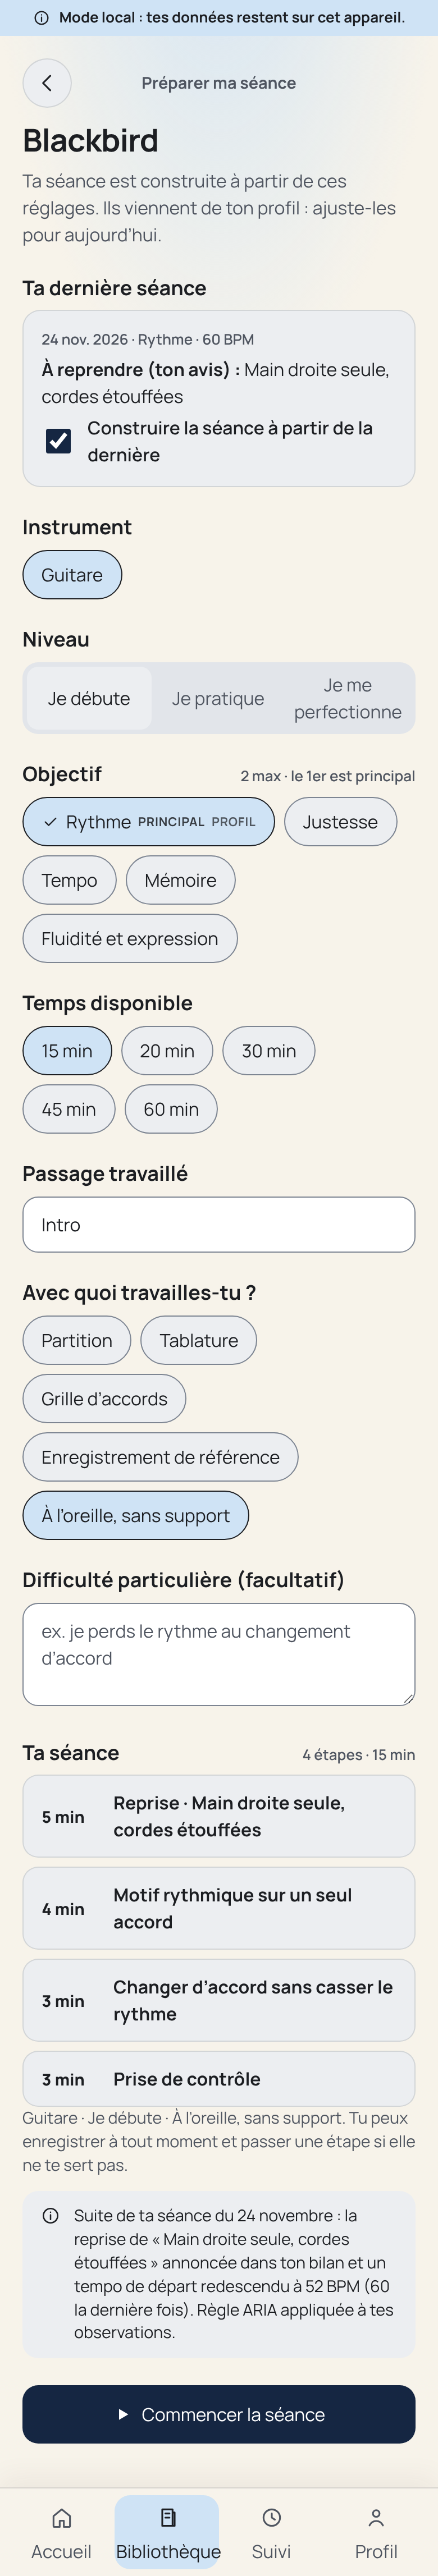 Mode local : tes données restent sur cet appareil.
Préparer ma séance
Blackbird
Ta séance est construite à partir de ces
réglages. Ils viennent de ton profil : ajuste-les
pour aujourd’hui.
Ta dernière séance
24 nov. 2026 · Rythme · 60 BPM
À reprendre (ton avis) : Main droite seule,
cordes étouffées
Construire la séance à partir de la
dernière
Instrument
Guitare
Niveau
Je débute
Je pratique
Je me
perfectionne
Objectif
2 max · le 1er est principal
Rythme PRINCIPAL PROFIL
Justesse
Tempo
Mémoire
Fluidité et expression
Temps disponible
15 min
20 min
30 min
45 min
60 min
Passage travaillé
Intro
Avec quoi travailles-tu ?
Partition
Tablature
Grille d’accords
Enregistrement de référence
À l’oreille, sans support
Difficulté particulière (facultatif)
ex. je perds le rythme au changement
d’accord
Ta séance
4 étapes · 15 min
5 min
Reprise · Main droite seule,
cordes étouffées
4 min
Motif rythmique sur un seul
accord
3 min
Changer d’accord sans casser le
rythme
3 min
Prise de contrôle
Guitare · Je débute · À l’oreille, sans support. Tu peux
enregistrer à tout moment et passer une étape si elle
ne te sert pas.
Suite de ta séance du 24 novembre : la
reprise de « Main droite seule, cordes
étouffées » annoncée dans ton bilan et un
tempo de départ redescendu à 52 BPM (60
la dernière fois). Règle ARIA appliquée à tes
observations.
Commencer la séance
Accueil
Bibliothèque
Suivi
Profil